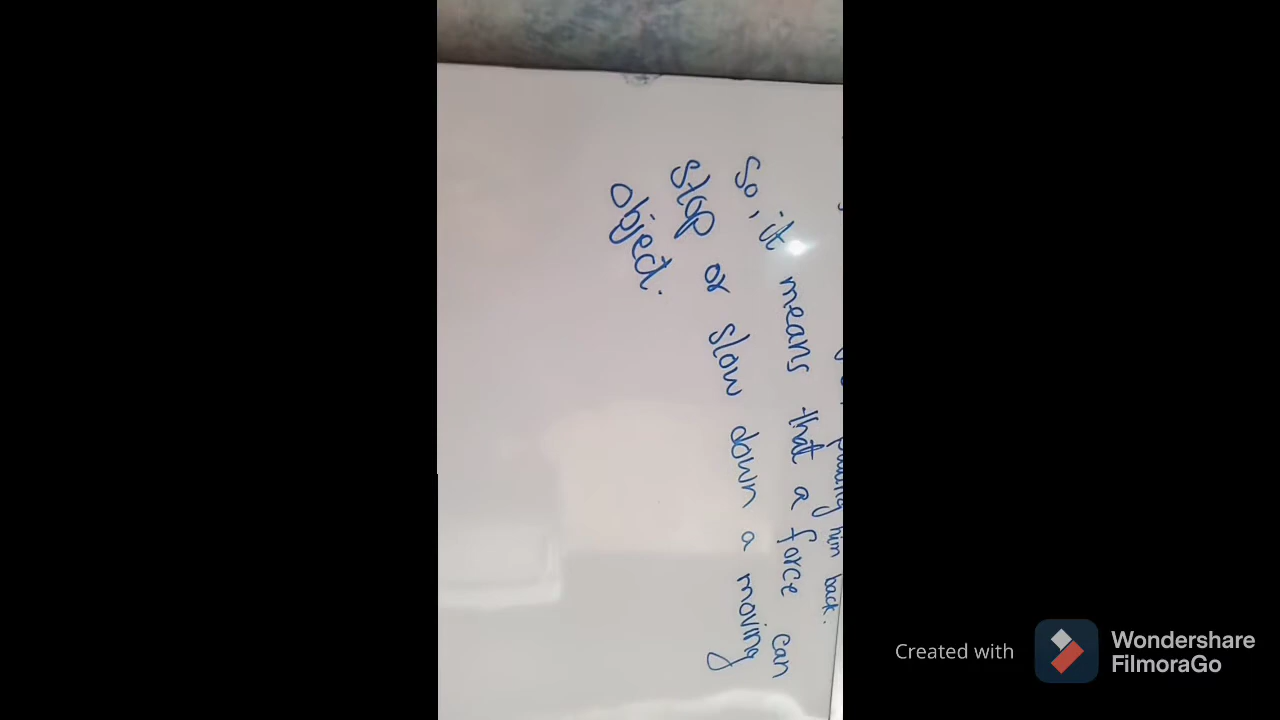 pulling him back.
So, it means that a force can
stop or slow down a moving
object.
Created with
Wondershare
FilmoraGo